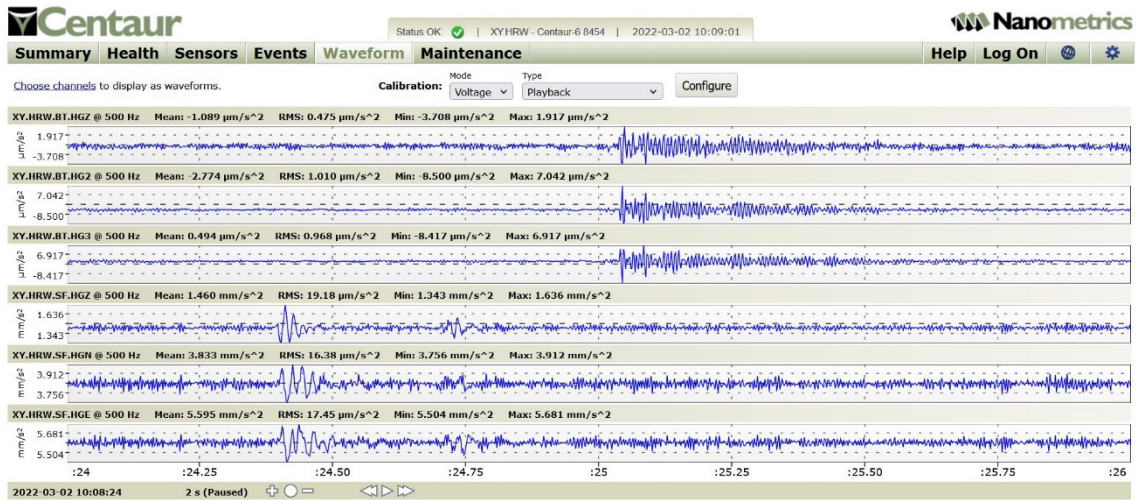 Centaur
Status OK | XY HRW - Centaur-6 8454 | 2022-03-02 10:09:01
Nanometrics
Summary Health Sensors Events Waveform Maintenance Help Log On
Mode Type
Choose channels to display as waveforms. Calibration: Voltage Playback Configure
XY.HRW.BT.HGZ @ 500 Hz Mean: -1.089 µm/s^2 RMS: 0.475 µm/s^2 Min: -3.708 µm/s^2 Max: 1.917 µm/s^2
µm/s²
1.917
-3.708
XY.HRW.BT.HG2 @ 500 Hz Mean: -2.774 µm/s^2 RMS: 1.010 µm/s^2 Min: -8.500 µm/s^2 Max: 7.042 µm/s^2
µm/s²
7.042
-8.500
XY.HRW.BT.HG3 @ 500 Hz Mean: 0.494 µm/s^2 RMS: 0.968 µm/s^2 Min: -8.417 µm/s^2 Max: 6.917 µm/s^2
µm/s²
6.917
-8.417
XY.HRW.SF.HGZ @ 500 Hz Mean: 1.460 mm/s^2 RMS: 19.18 µm/s^2 Min: 1.343 mm/s^2 Max: 1.636 mm/s^2
mm/s²
1.636
1.343
XY.HRW.SF.HGN @ 500 Hz Mean: 3.833 mm/s^2 RMS: 16.38 µm/s^2 Min: 3.756 mm/s^2 Max: 3.912 mm/s^2
mm/s²
3.912
3.756
XY.HRW.SF.HGE @ 500 Hz Mean: 5.595 mm/s^2 RMS: 17.45 µm/s^2 Min: 5.504 mm/s^2 Max: 5.681 mm/s^2
mm/s²
5.681
5.504
:24 :24.25 :24.50 :24.75 :25 :25.25 :25.50 :25.75 :26
2022-03-02 10:08:24 2 s (Paused)